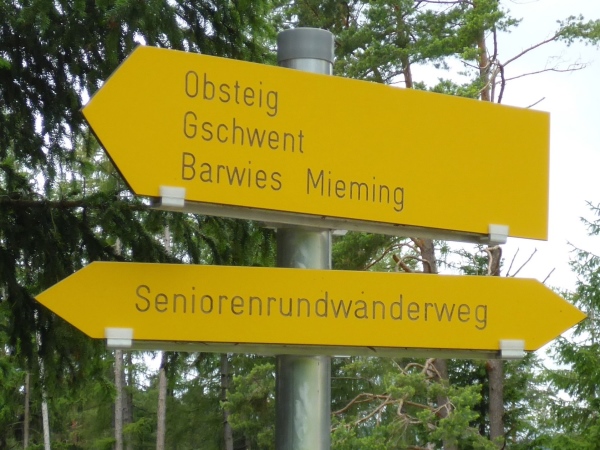 Obsteig
Gschwent
Barwies Mieming
Seniorenrundwanderweg